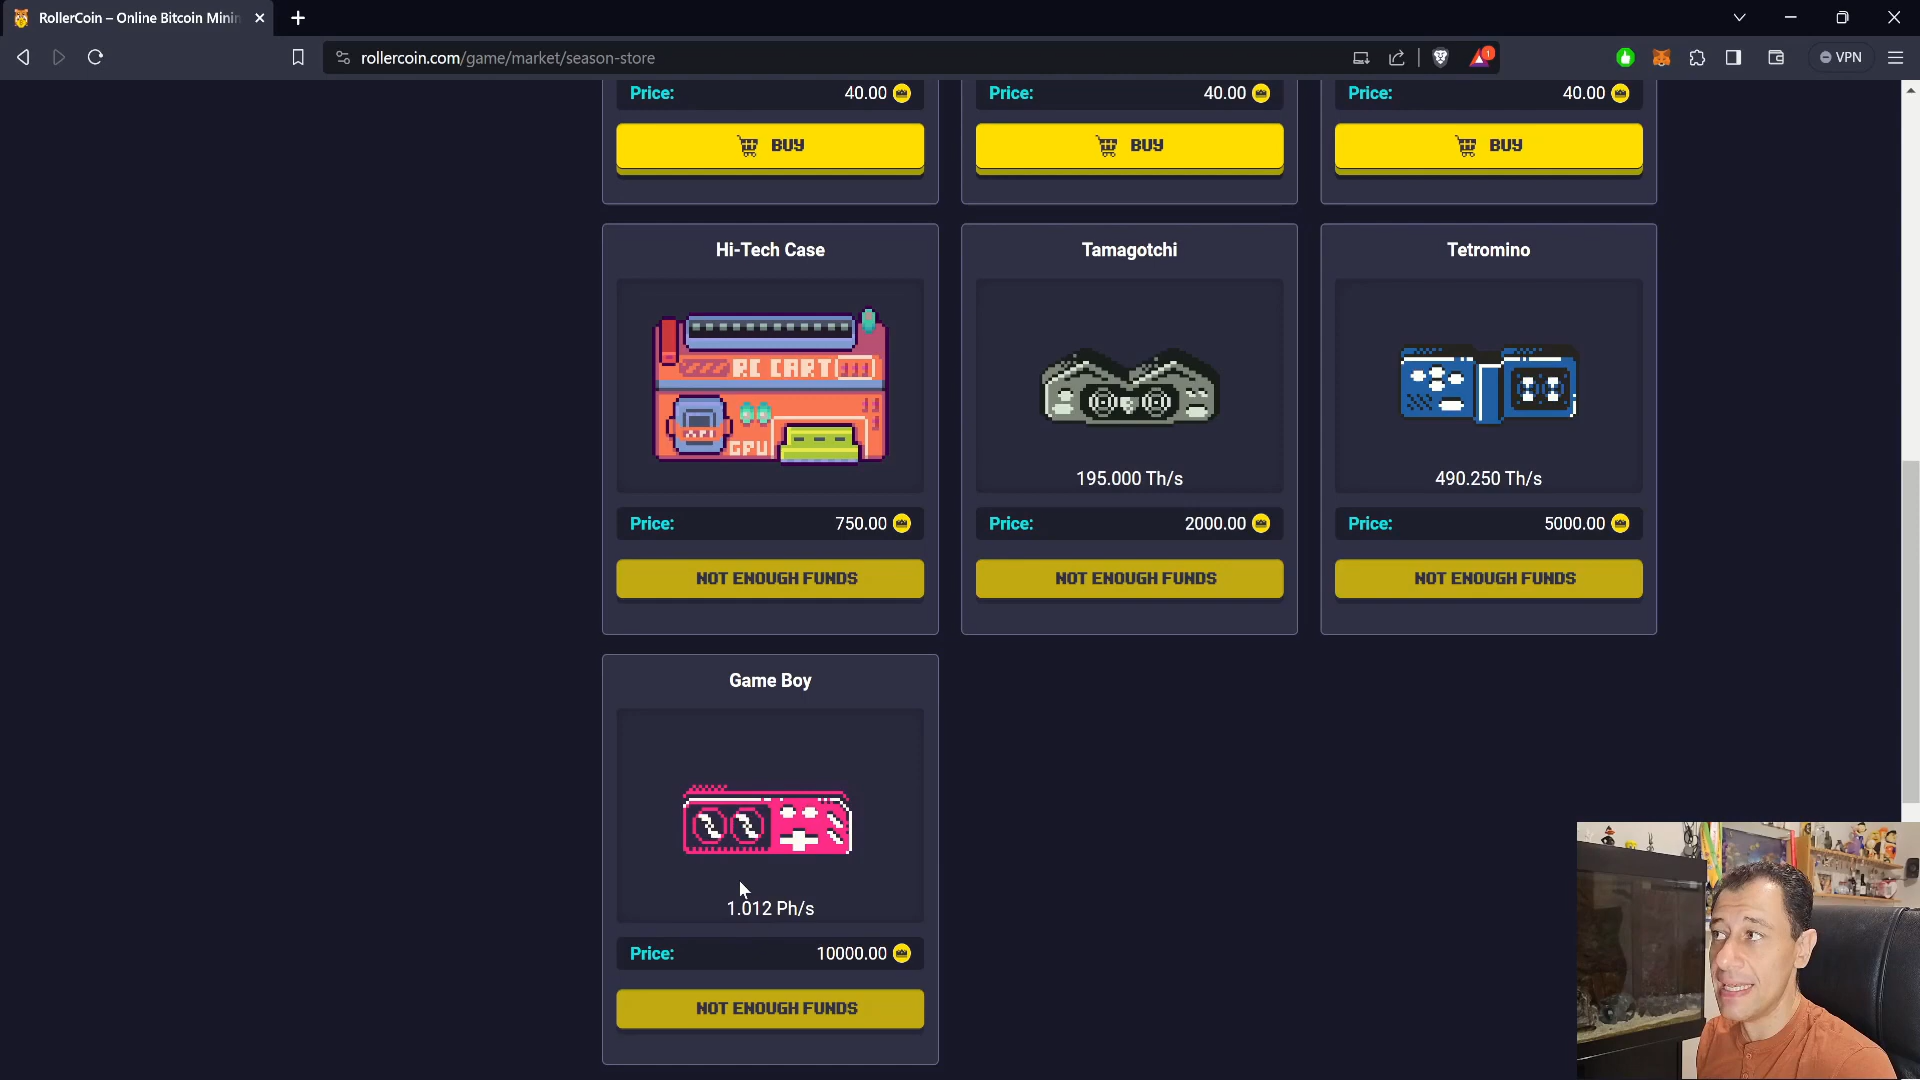 RollerCoin – Online Bitcoin Minin
rollercoin.com/game/market/season-store
1
VPN
Price: 40.00
Price: 40.00
Price: 40.00
BUY
BUY
BUY
Hi-Tech Case
Tamagotchi
Tetromino
RC CART
GPU
195.000 Th/s
490.250 Th/s
Price: 750.00
Price: 2000.00
Price: 5000.00
NOT ENOUGH FUNDS
NOT ENOUGH FUNDS
NOT ENOUGH FUNDS
Game Boy
1.012 Ph/s
Price: 10000.00
NOT ENOUGH FUNDS